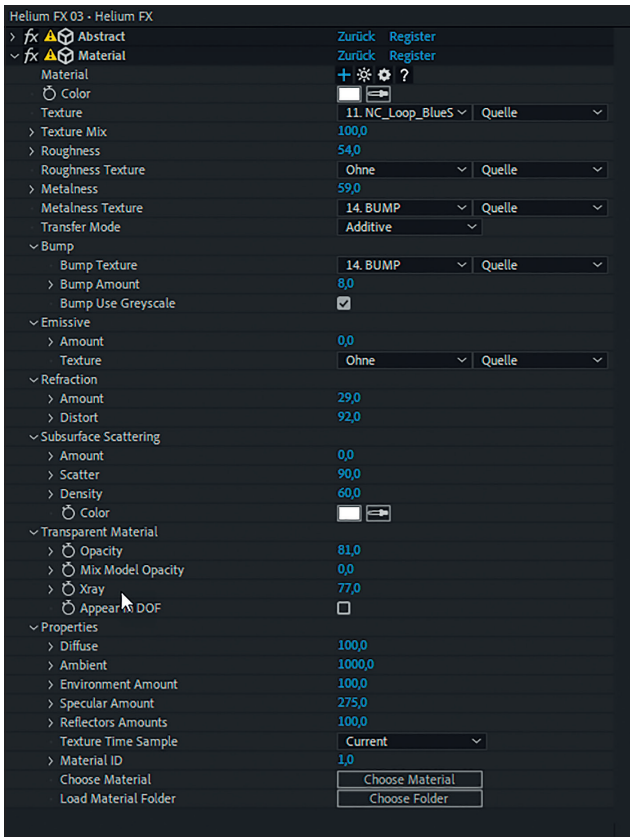 Helium FX 03 • Helium FX
fx Abstract Zurück Register
fx Material Zurück Register
Material + ?
Color
Texture 11. NC_Loop_BlueS Quelle
Texture Mix 100,0
Roughness 54,0
Roughness Texture Ohne Quelle
Metalness 59,0
Metalness Texture 14. BUMP Quelle
Transfer Mode Additive
Bump
Bump Texture 14. BUMP Quelle
Bump Amount 8,0
Bump Use Greyscale
Emissive
Amount 0,0
Texture Ohne Quelle
Refraction
Amount 29,0
Distort 92,0
Subsurface Scattering
Amount 0,0
Scatter 90,0
Density 60,0
Color
Transparent Material
Opacity 81,0
Mix Model Opacity 0,0
Xray 77,0
Appear in DOF
Properties
Diffuse 100,0
Ambient 1000,0
Environment Amount 100,0
Specular Amount 275,0
Reflectors Amounts 100,0
Texture Time Sample Current
Material ID 1,0
Choose Material Choose Material
Load Material Folder Choose Folder